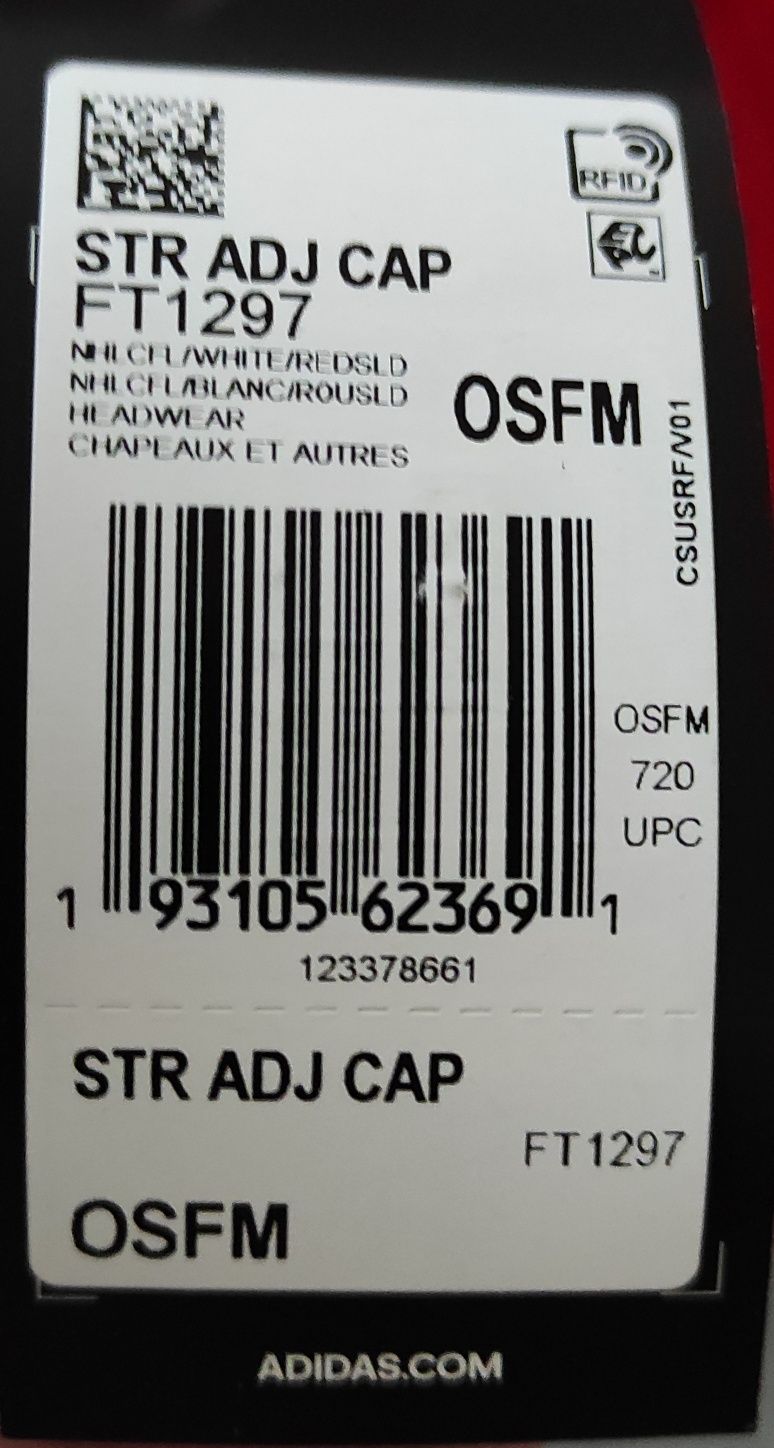 RFID
STR ADJ CAP
FT1297
NHLCFL/WHITE/REDSLD
NHLCFL/BLANC/ROUSLD
HEADWEAR
CHAPEAUX ET AUTRES
OSFM
CSUSRF/V01
OSFM
720
UPC
1 93105 62369 1
123378661
STR ADJ CAP
FT1297
OSFM
ADIDAS.COM